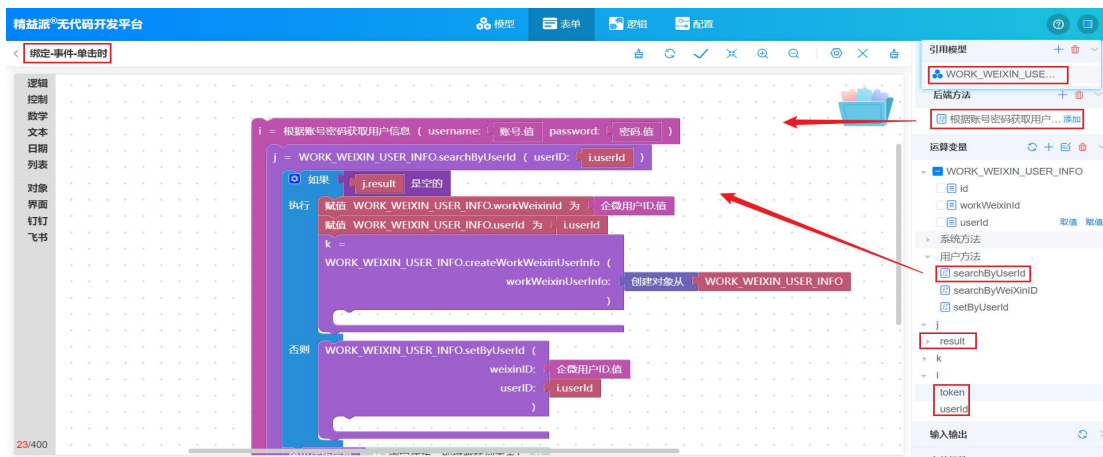 精益派®无代码开发平台 模型 表单 逻辑 配置
绑定-事件-单击时
引用模型
WORK_WEIXIN_USE...
后端方法
根据账号密码获取用户... 添加
运算变量
WORK_WEIXIN_USER_INFO
id
workWeixinId
userId 取值 赋值
系统方法
用户方法
searchByUserId
searchByWeiXinID
setByUserId
j
result
k
i
token
userId
输入输出
逻辑
控制
数学
文本
日期
列表
对象
界面
钉钉
飞书
i = 根据账号密码获取用户信息 ( username: 账号.值 password: 密码.值 )
j = WORK_WEIXIN_USER_INFO.searchByUserId ( userID: i.userId )
如果 j.result 是空的
执行 赋值 WORK_WEIXIN_USER_INFO.workWeixinId 为 企微用户ID.值
赋值 WORK_WEIXIN_USER_INFO.userId 为 i.userId
k =
WORK_WEIXIN_USER_INFO.createWorkWeixinUserInfo (
workWeixinUserInfo: 创建对象从 WORK_WEIXIN_USER_INFO
)
否则 WORK_WEIXIN_USER_INFO.setByUserId (
weixinID: 企微用户ID.值
userID: i.userId
)
23/400